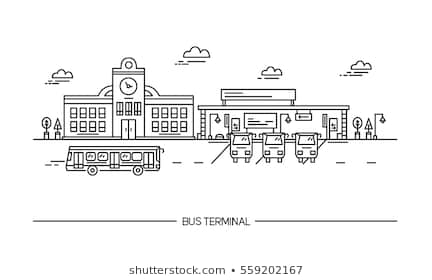 BUS TERMINAL
shutterstock.com • 559202167